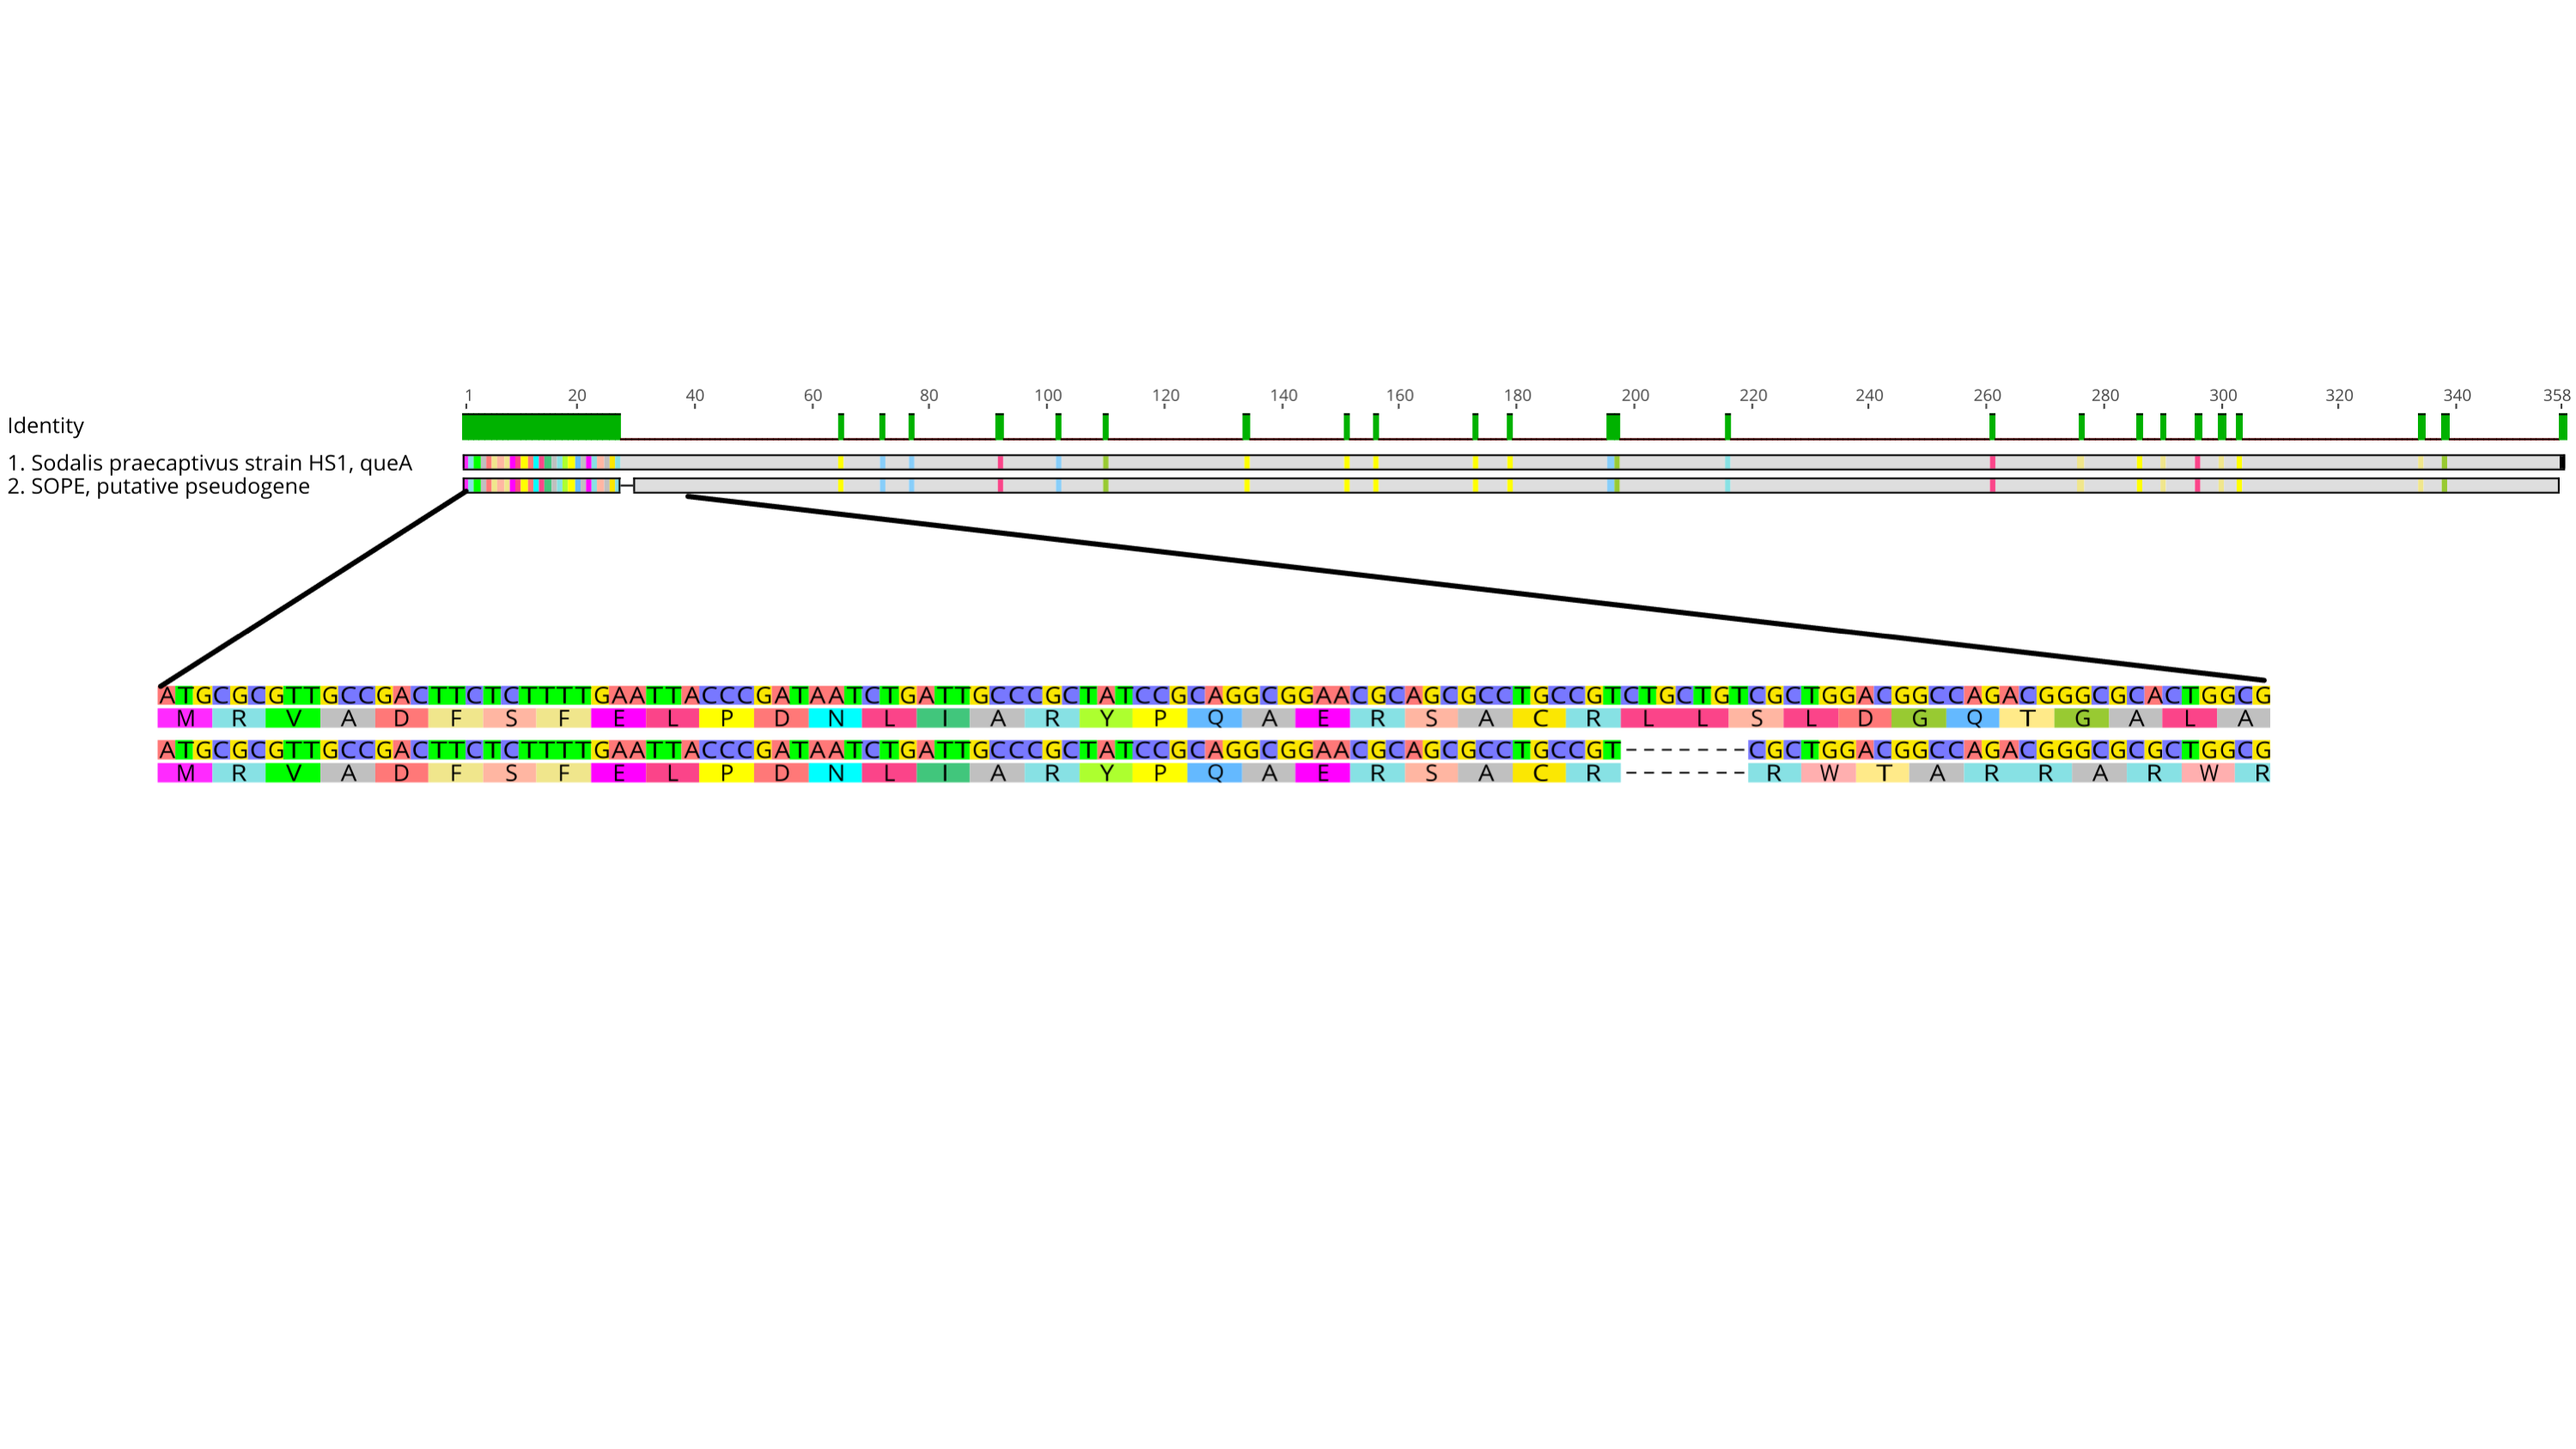 1 20 40 60 80 100 120 140 160 180 200 220 240 260 280 300 320 340 358
Identity
1. Sodalis praecaptivus strain HS1, queA
2. SOPE, putative pseudogene
ATGCGCGTTGCCGACTTCTCTTTTGAATTACCCGATAATCTGATTGCCCGCTATCCGCAGGCGGAACGCAGCGCCTGCCGTCTGCTGTCGCTGGACGGCCAGACGGGCGCACTGGCG
M R V A D F S F E L P D N L I A R Y P Q A E R S A C R L L S L D G Q T G A L A
ATGCGCGTTGCCGACTTCTCTTTTGAATTACCCGATAATCTGATTGCCCGCTATCCGCAGGCGGAACGCAGCGCCTGCCGT-------CGCTGGACGGCCAGACGGGCGCGCTGGCG
M R V A D F S F E L P D N L I A R Y P Q A E R S A C R ------- R W T A R R A R W R